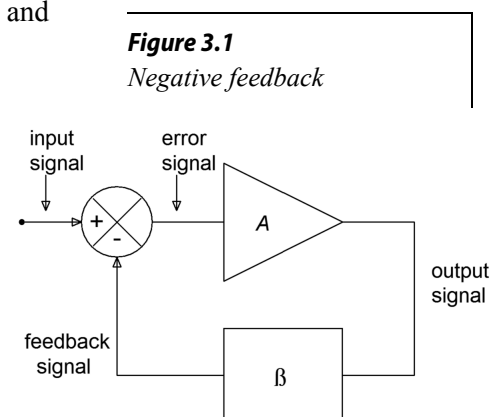 and
Figure 3.1
Negative feedback
input
signal
error
signal
+
-
A
output
signal
feedback
signal
ß